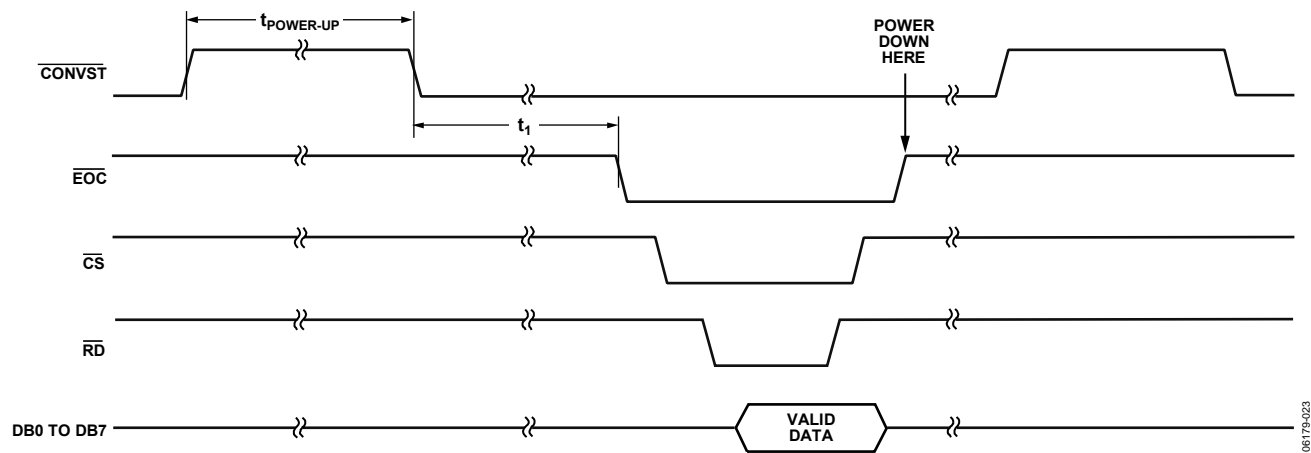 tPOWER-UP
POWER
DOWN
HERE
CONVST
t1
EOC
CS
RD
DB0 TO DB7
VALID
DATA
06179-023